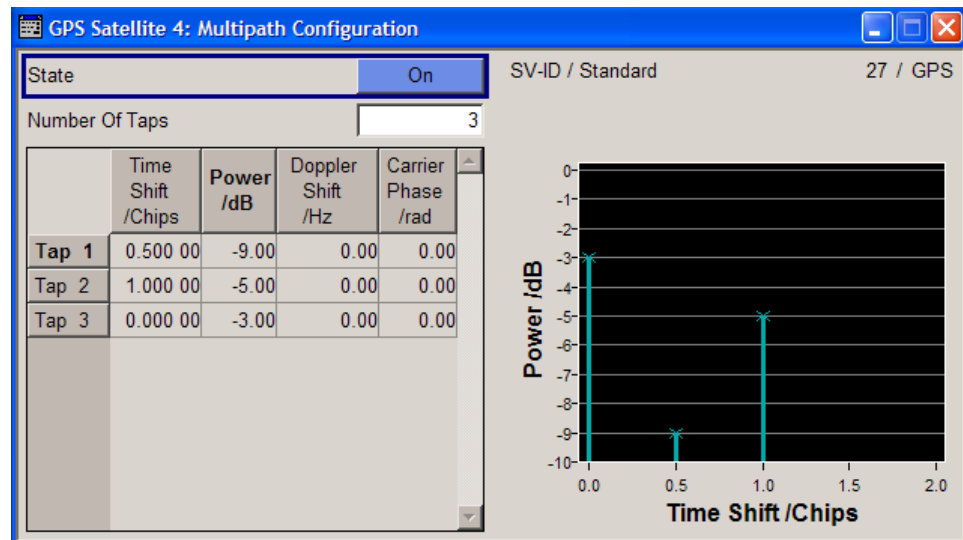 GPS Satellite 4: Multipath Configuration
State On
Number Of Taps 3
Time Shift /Chips Power /dB Doppler Shift /Hz Carrier Phase /rad
Tap 1 0.500 00 -9.00 0.00 0.00
Tap 2 1.000 00 -5.00 0.00 0.00
Tap 3 0.000 00 -3.00 0.00 0.00
SV-ID / Standard 27 / GPS
Power /dB
0
-1
-2
-3
-4
-5
-6
-7
-8
-9
-10
0.0 0.5 1.0 1.5 2.0
Time Shift /Chips